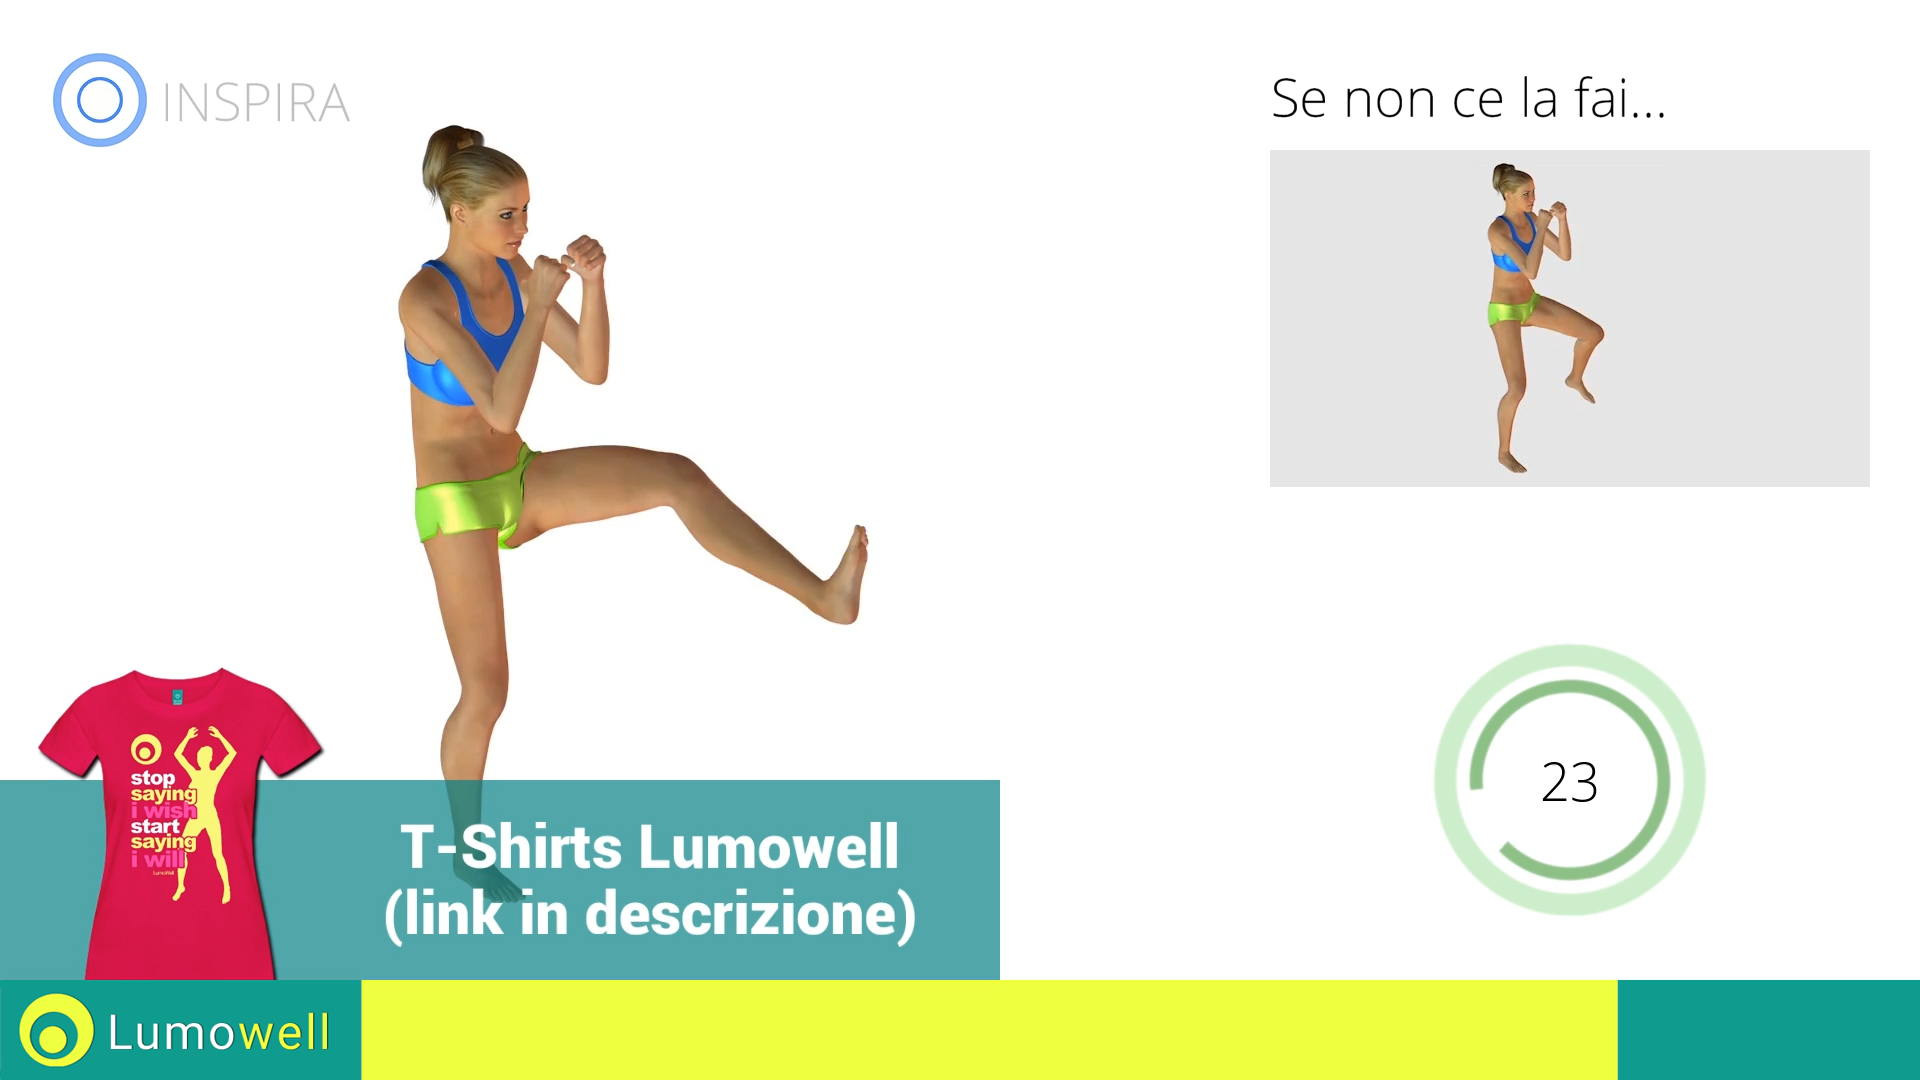 INSPIRA
Se non ce la fai...
23
stop
saying
i wish
start
saying
i will
LumoWell
T-Shirts Lumowell
(link in descrizione)
Lumowell